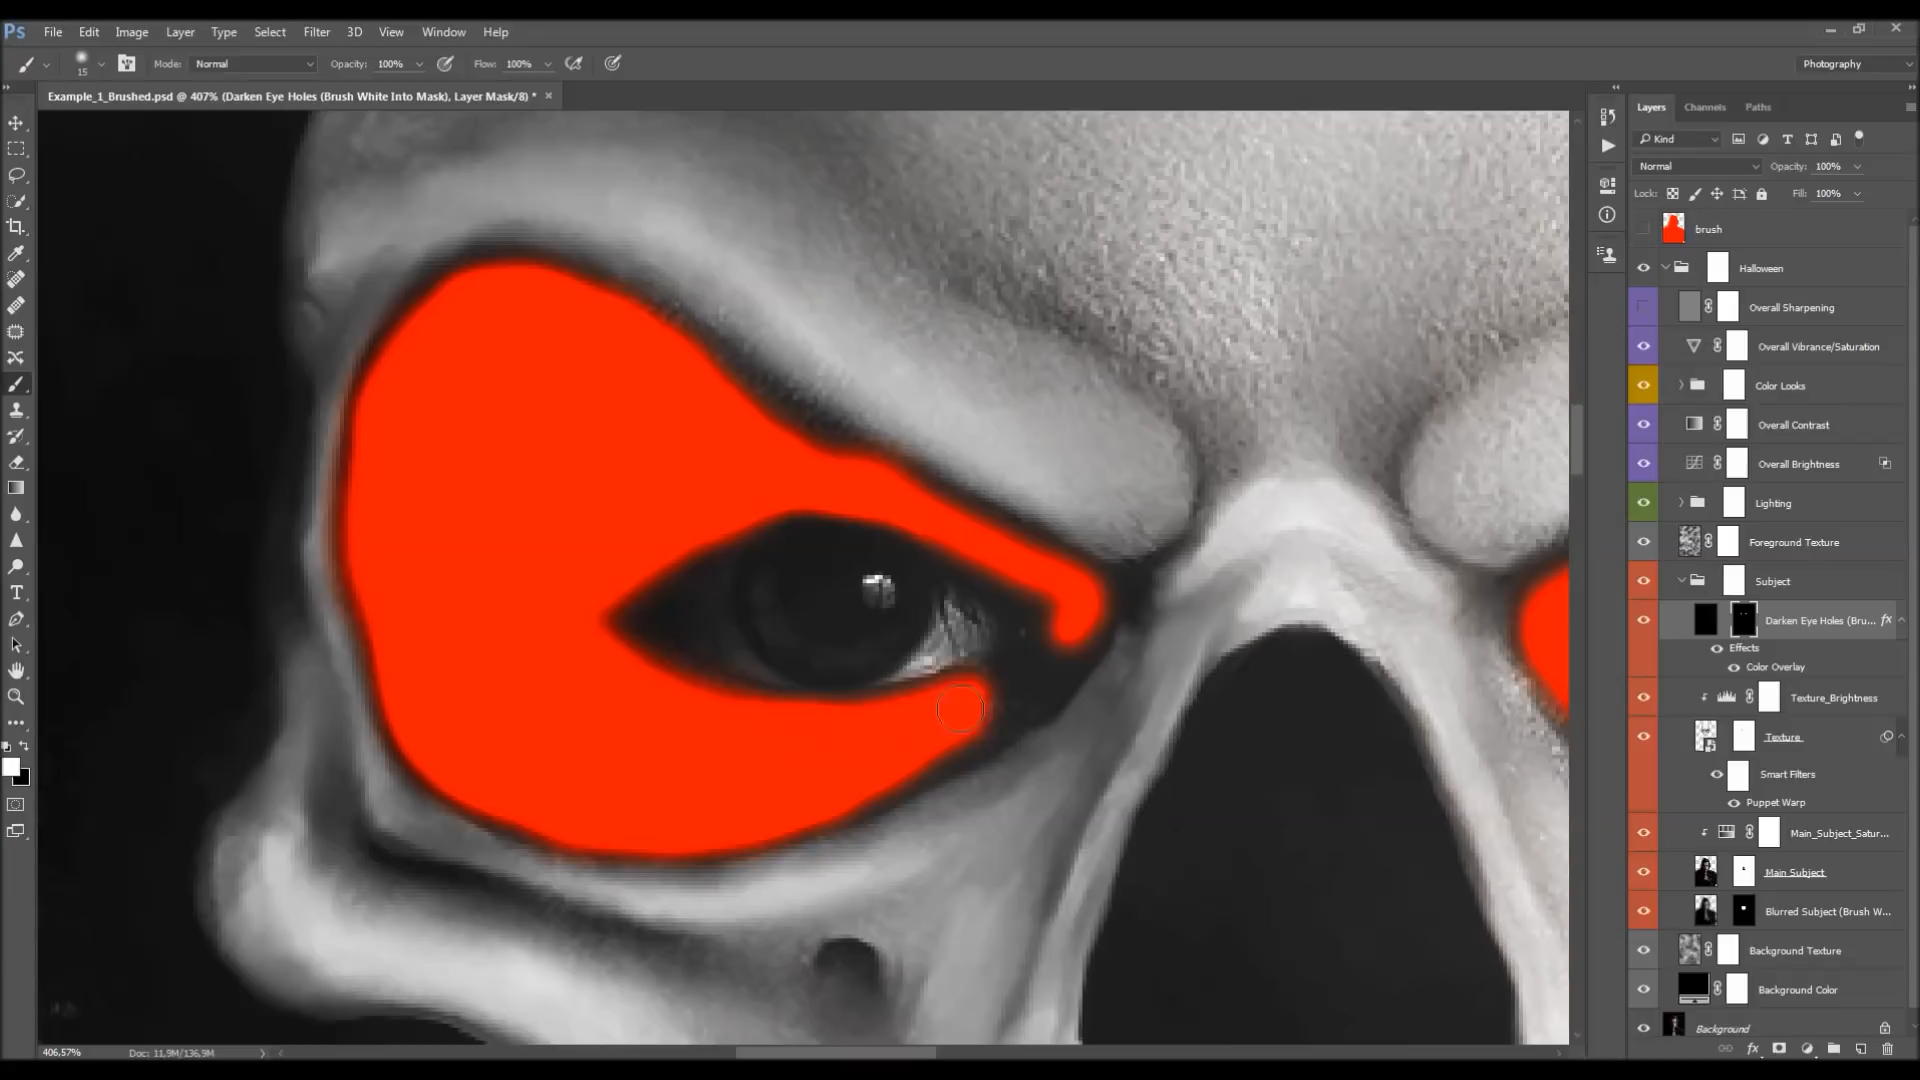 Ps File Edit Image Layer Type Select Filter 3D View Window Help
15 Mode: Normal Opacity: 100% Flow: 100% Photography
Example_1_Brushed.psd @ 407% (Darken Eye Holes (Brush White Into Mask), Layer Mask/8) *
Layers Channels Paths
Kind
Normal Opacity: 100%
Lock: Fill: 100%
brush
Halloween
Overall Sharpening
Overall Vibrance/Saturation
Color Looks
Overall Contrast
Overall Brightness
Lighting
Foreground Texture
Subject
Darken Eye Holes (Bru... fx
Effects
Color Overlay
Texture_Brightness
Texture
Smart Filters
Puppet Warp
Main_Subject_Satur...
Main Subject
Blurred Subject (Brush W...
Background Texture
Background Color
Background
406,57% Doc: 11,9M/136,9M
fx